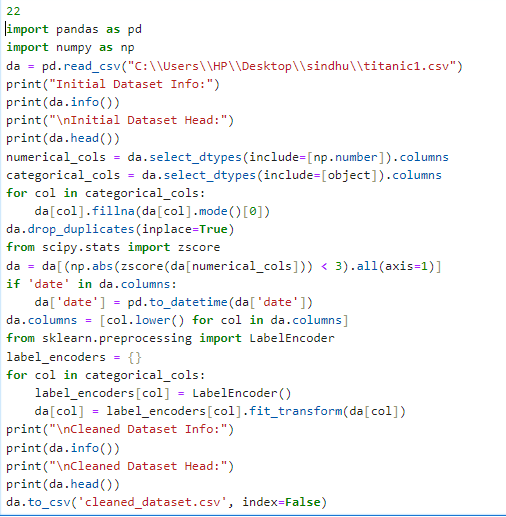 22
import pandas as pd
import numpy as np
da = pd.read_csv("C:\\Users\\HP\\Desktop\\sindhu\\titanic1.csv")
print("Initial Dataset Info:")
print(da.info())
print("\nInitial Dataset Head:")
print(da.head())
numerical_cols = da.select_dtypes(include=[np.number]).columns
categorical_cols = da.select_dtypes(include=[object]).columns
for col in categorical_cols:
    da[col].fillna(da[col].mode()[0])
da.drop_duplicates(inplace=True)
from scipy.stats import zscore
da = da[(np.abs(zscore(da[numerical_cols])) < 3).all(axis=1)]
if 'date' in da.columns:
    da['date'] = pd.to_datetime(da['date'])
da.columns = [col.lower() for col in da.columns]
from sklearn.preprocessing import LabelEncoder
label_encoders = {}
for col in categorical_cols:
    label_encoders[col] = LabelEncoder()
    da[col] = label_encoders[col].fit_transform(da[col])
print("\nCleaned Dataset Info:")
print(da.info())
print("\nCleaned Dataset Head:")
print(da.head())
da.to_csv('cleaned_dataset.csv', index=False)